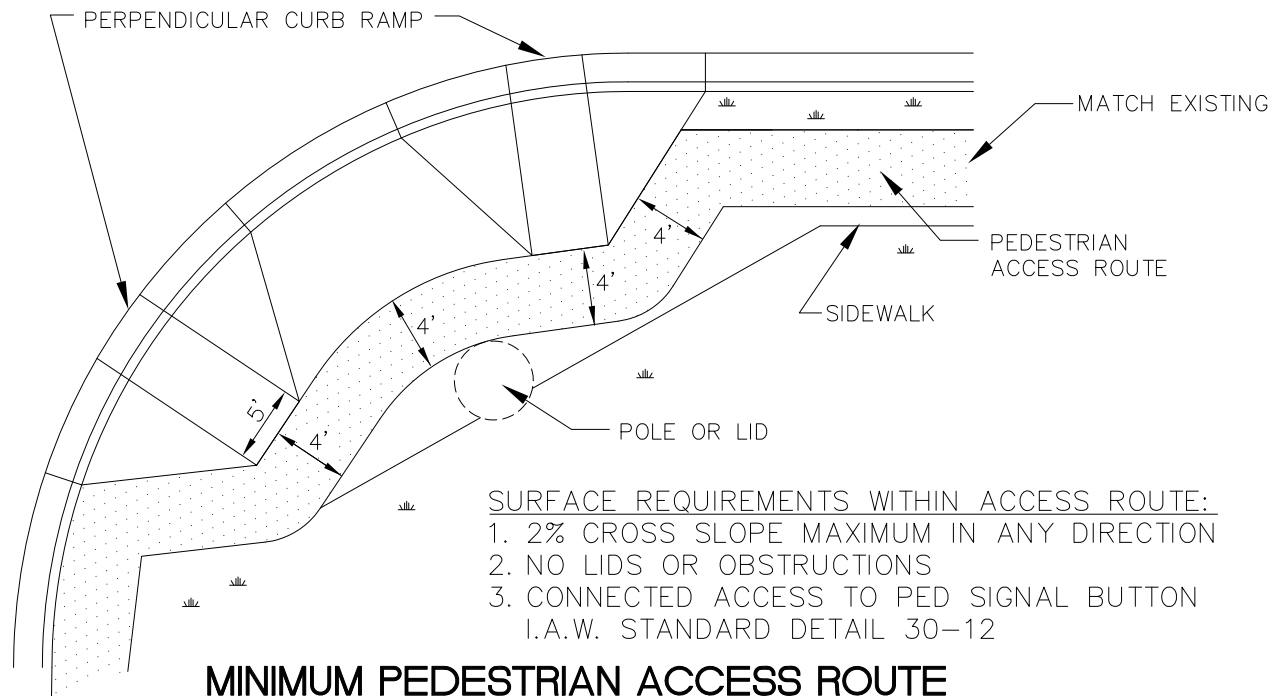 PERPENDICULAR CURB RAMP
MATCH EXISTING
4'
PEDESTRIAN
ACCESS ROUTE
4'
SIDEWALK
4'
5'
4'
POLE OR LID
SURFACE REQUIREMENTS WITHIN ACCESS ROUTE:
1. 2% CROSS SLOPE MAXIMUM IN ANY DIRECTION
2. NO LIDS OR OBSTRUCTIONS
3. CONNECTED ACCESS TO PED SIGNAL BUTTON
I.A.W. STANDARD DETAIL 30-12
MINIMUM PEDESTRIAN ACCESS ROUTE